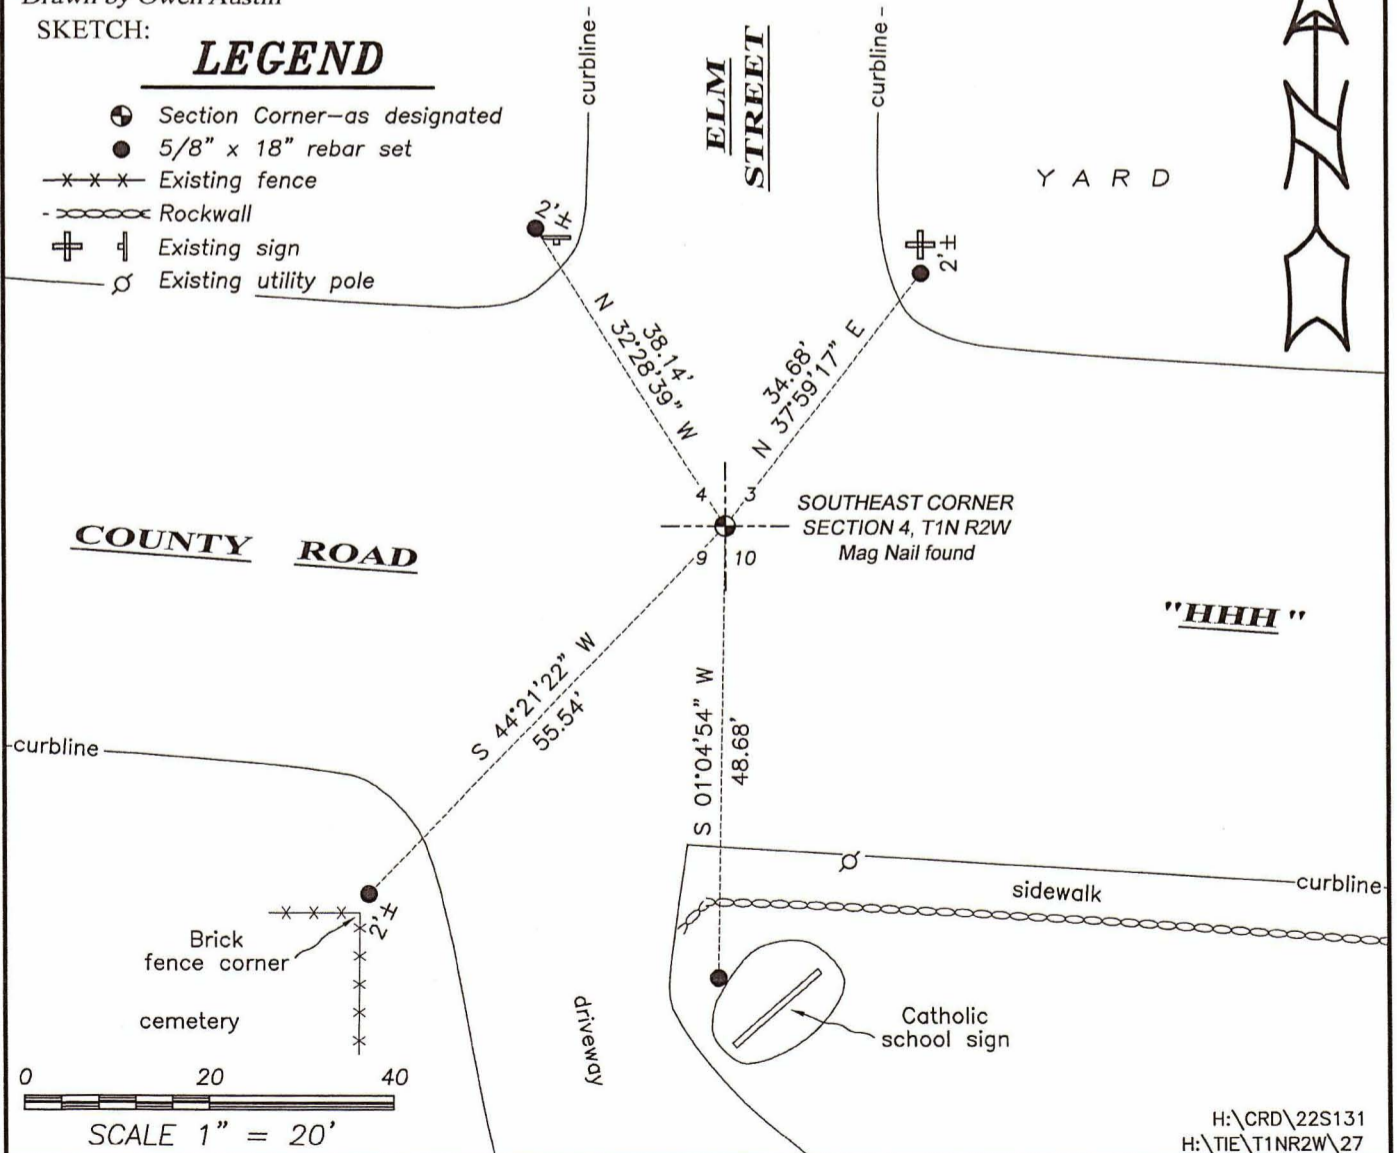 Drawn by Owen Austin
SKETCH:
LEGEND
Section Corner-as designated
5/8" x 18" rebar set
Existing fence
Rockwall
Existing sign
Existing utility pole
curbline
ELM
STREET
curbline
YARD
N
2'±
2'±
38.14'
N 32°28'39" W
34.68'
N 37°59'17" E
4
3
9
10
SOUTHEAST CORNER
SECTION 4, T1N R2W
Mag Nail found
COUNTY ROAD
"HHH"
S 44°21'22" W
55.54'
S 01°04'54" W
48.68'
curbline
sidewalk
curbline
2'±
Brick
fence corner
cemetery
driveway
Catholic
school sign
0 20 40
SCALE 1" = 20'
H:\CRD\22S131
H:\TIE\T1NR2W\27